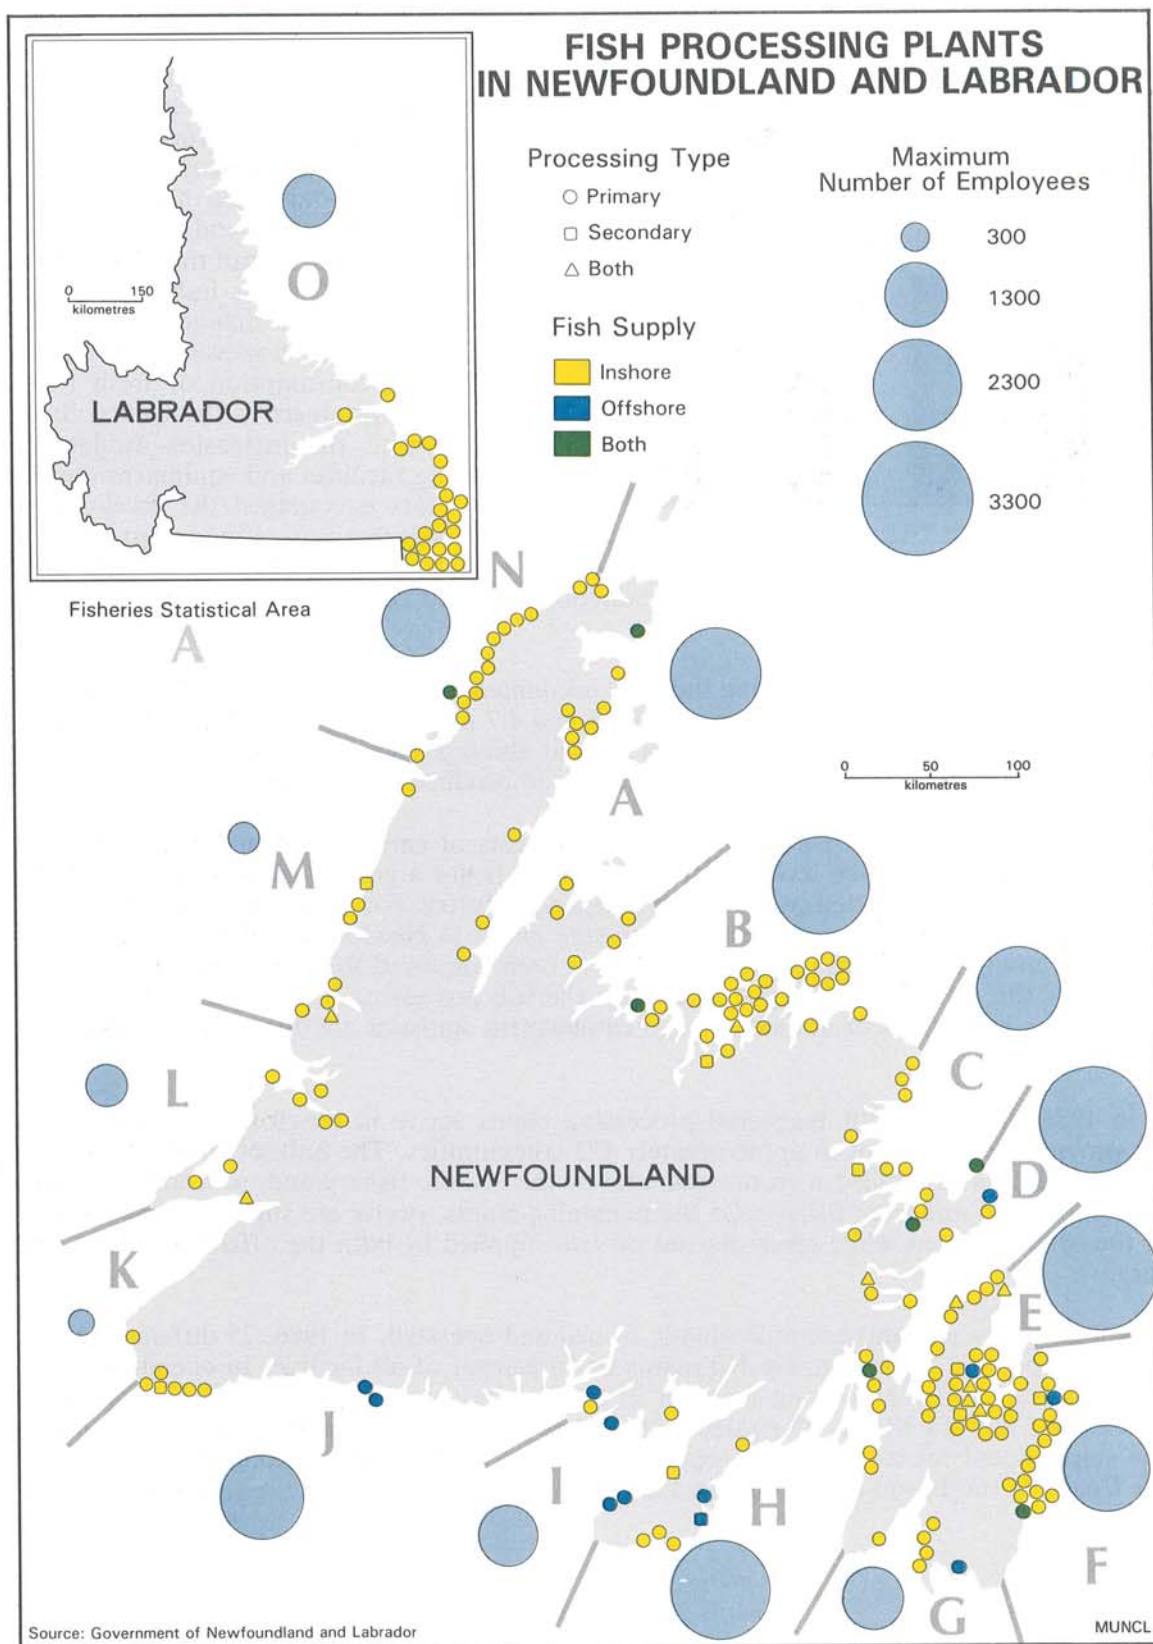 FISH PROCESSING PLANTS
IN NEWFOUNDLAND AND LABRADOR
Processing Type
Primary
Secondary
Both
Fish Supply
Inshore
Offshore
Both
Maximum
Number of Employees
300
1300
2300
3300
O
0 150
kilometres
LABRADOR
Fisheries Statistical Area
A
N
A
0 50 100
kilometres
M
B
C
L
D
NEWFOUNDLAND
K
E
J
I
H
F
G
Source: Government of Newfoundland and Labrador
MUNCL